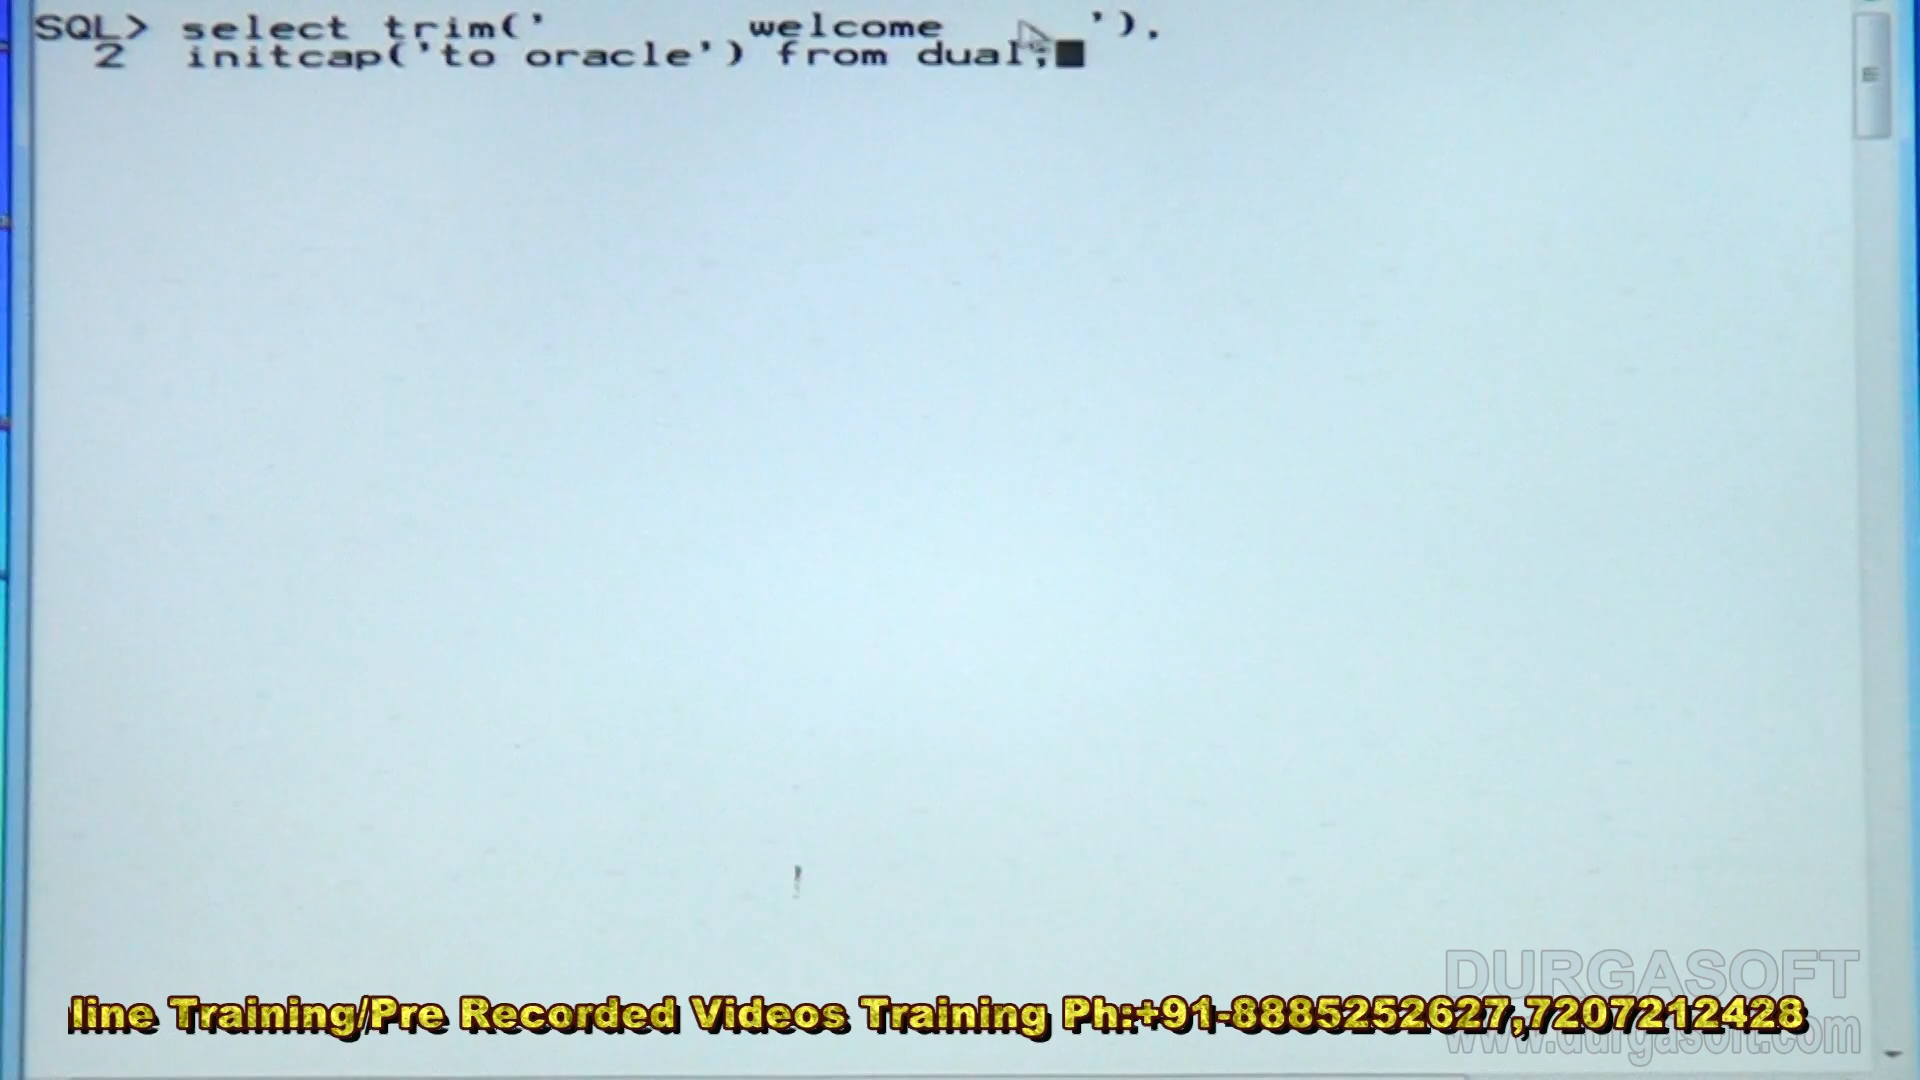 SQL> select trim('       welcome     '),
2 initcap('to oracle') from dual;
DURGASOFT
line Training/Pre Recorded Videos Training Ph:+91-8885252627,7207212428
www.durgasoft.com